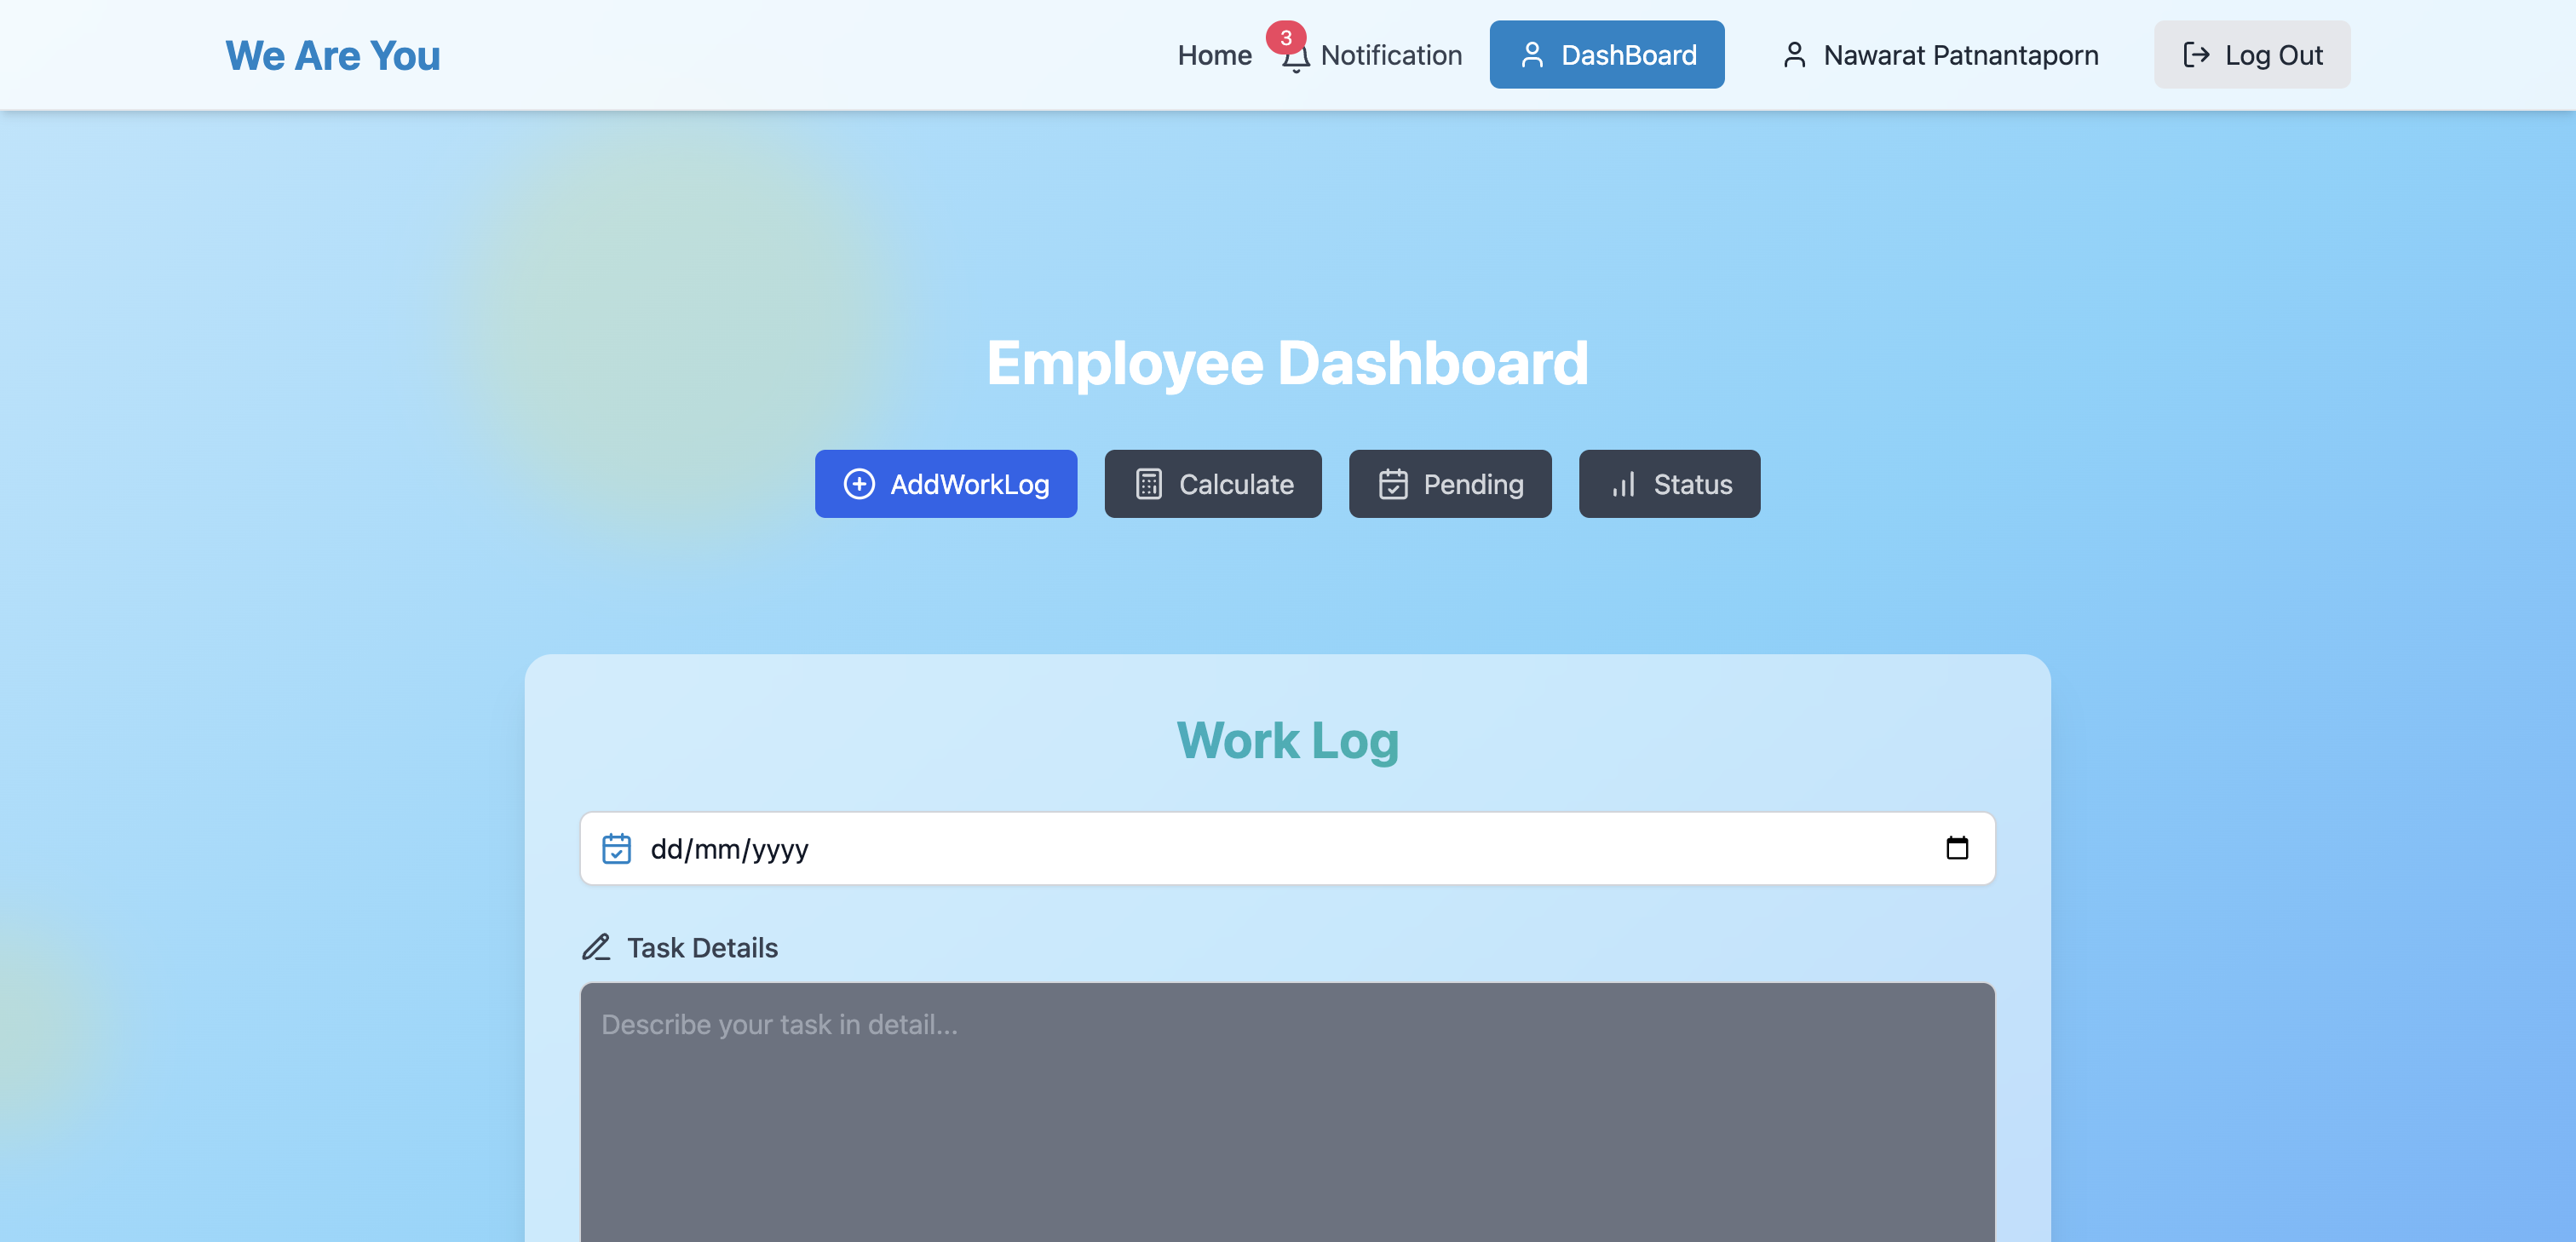 We Are You
Home
3
Notification
DashBoard
Nawarat Patnantaporn
Log Out
Employee Dashboard
AddWorkLog
Calculate
Pending
Status
Work Log
dd/mm/yyyy
Task Details
Describe your task in detail...